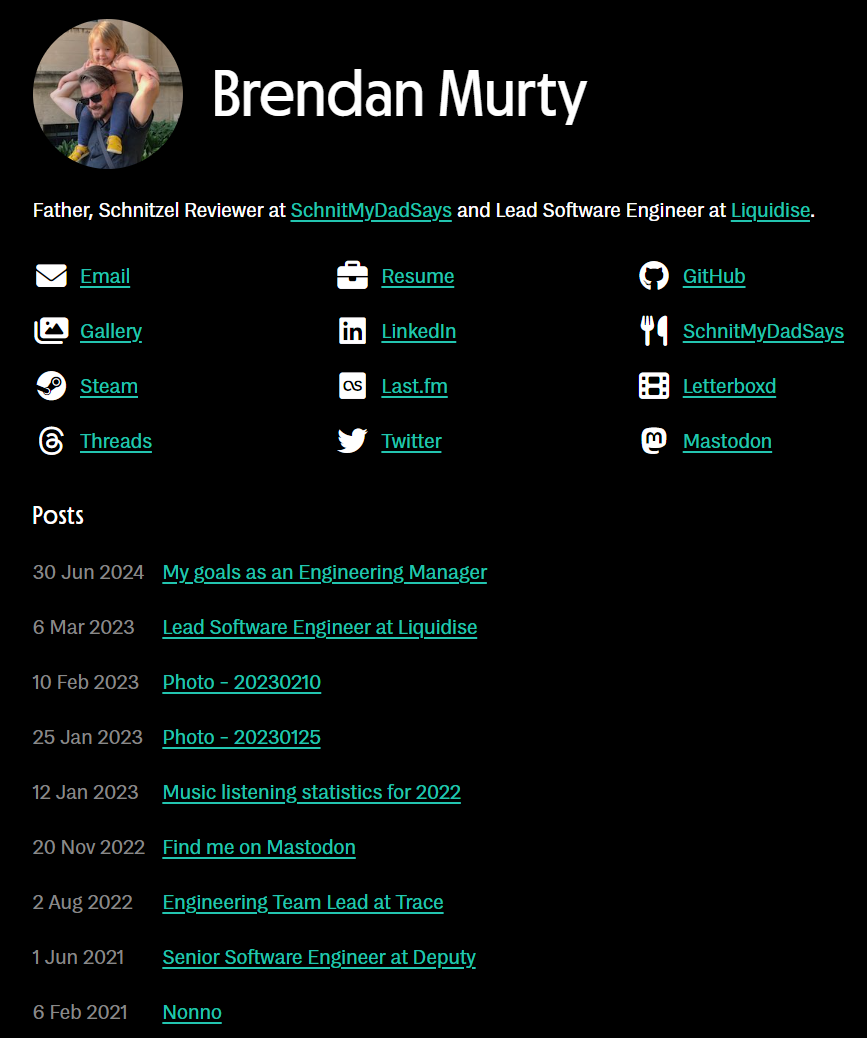 Brendan Murty
Father, Schnitzel Reviewer at SchnitMyDadSays and Lead Software Engineer at Liquidise.
Email Resume GitHub
Gallery LinkedIn SchnitMyDadSays
Steam Last.fm Letterboxd
Threads Twitter Mastodon
Posts
30 Jun 2024 My goals as an Engineering Manager
6 Mar 2023 Lead Software Engineer at Liquidise
10 Feb 2023 Photo - 20230210
25 Jan 2023 Photo - 20230125
12 Jan 2023 Music listening statistics for 2022
20 Nov 2022 Find me on Mastodon
2 Aug 2022 Engineering Team Lead at Trace
1 Jun 2021 Senior Software Engineer at Deputy
6 Feb 2021 Nonno